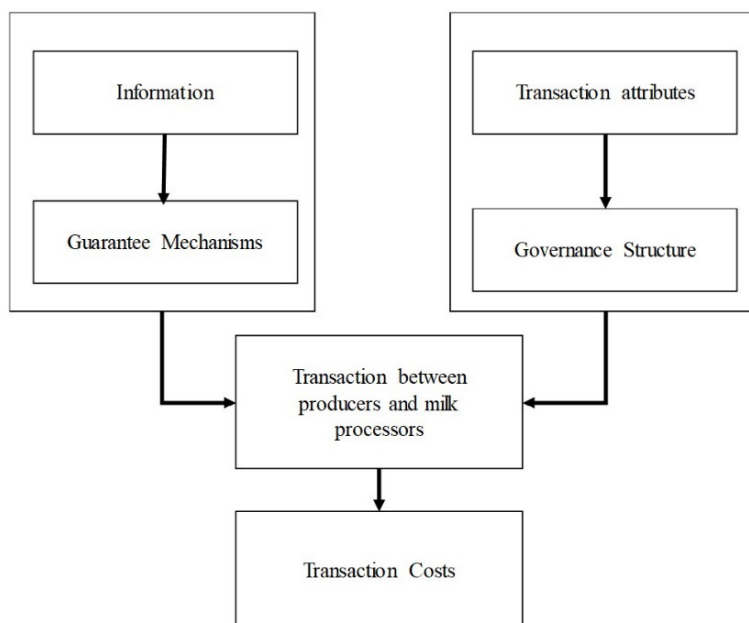 Information
Guarantee Mechanisms
Transaction attributes
Governance Structure
Transaction between
producers and milk
processors
Transaction Costs